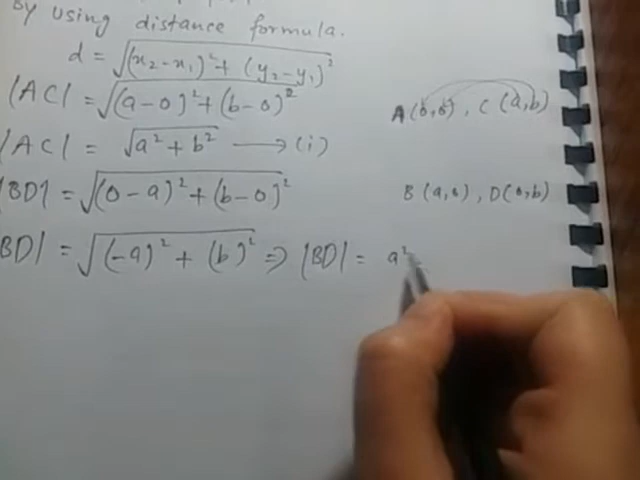 By using distance formula.
d = √(x₂ - x₁)² + (y₂ - y₁)²
|AC| = √(a - 0)² + (b - 0)²
A(0,0), C(a,b)
|AC| = √a² + b² ⟶ (i)
|BD| = √(0 - a)² + (b - 0)²
B(a,0), D(0,b)
BD| = √(-a)² + (b)² ⇒ |BD| = a²